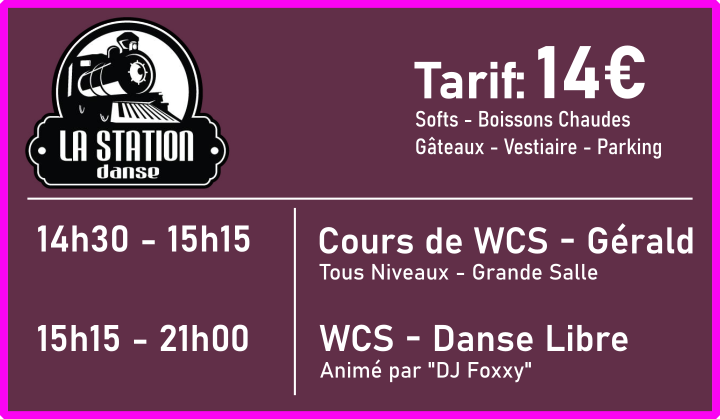 LA STATION
danse
Tarif: 14€
Softs - Boissons Chaudes
Gâteaux - Vestiaire - Parking
14h30 - 15h15
Cours de WCS - Gérald
Tous Niveaux - Grande Salle
15h15 - 21h00
WCS - Danse Libre
Animé par "DJ Foxxy"